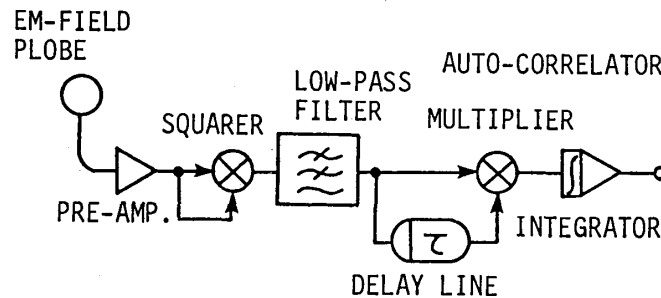 EM-FIELD
PLOBE
AUTO-CORRELATOR
LOW-PASS
FILTER
SQUARER
MULTIPLIER
PRE-AMP.
τ
INTEGRATOR
DELAY LINE